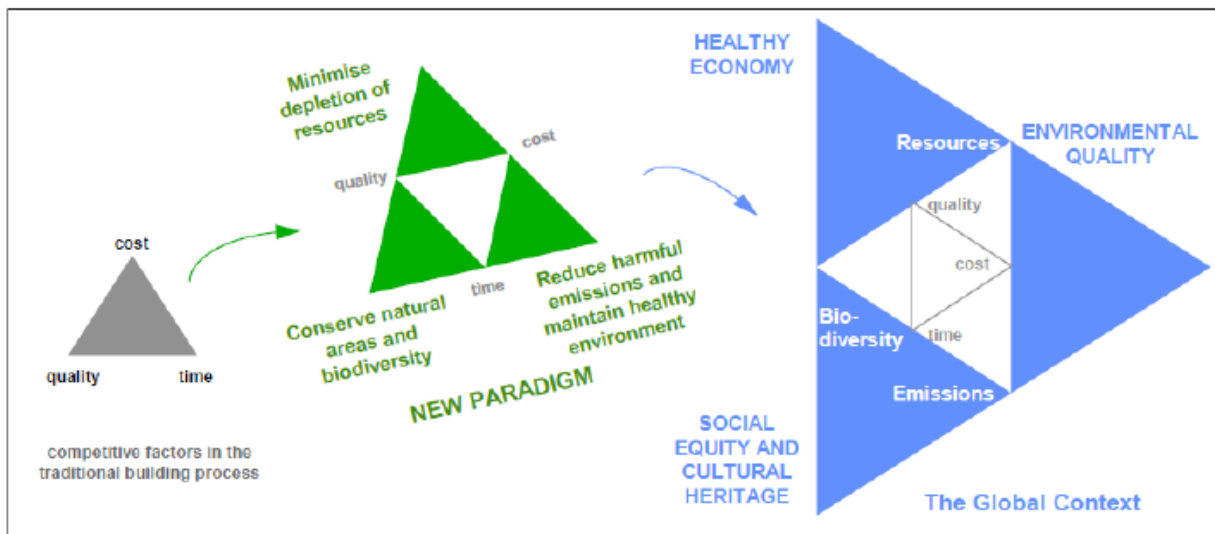 cost
quality
time
competitive factors in the
traditional building process
Minimise
depletion of
resources
cost
quality
time
Conserve natural
areas and
biodiversity
Reduce harmful
emissions and
maintain healthy
environment
NEW PARADIGM
HEALTHY
ECONOMY
Resources
ENVIRONMENTAL
QUALITY
quality
cost
time
Bio-
diversity
Emissions
SOCIAL
EQUITY AND
CULTURAL
HERITAGE
The Global Context